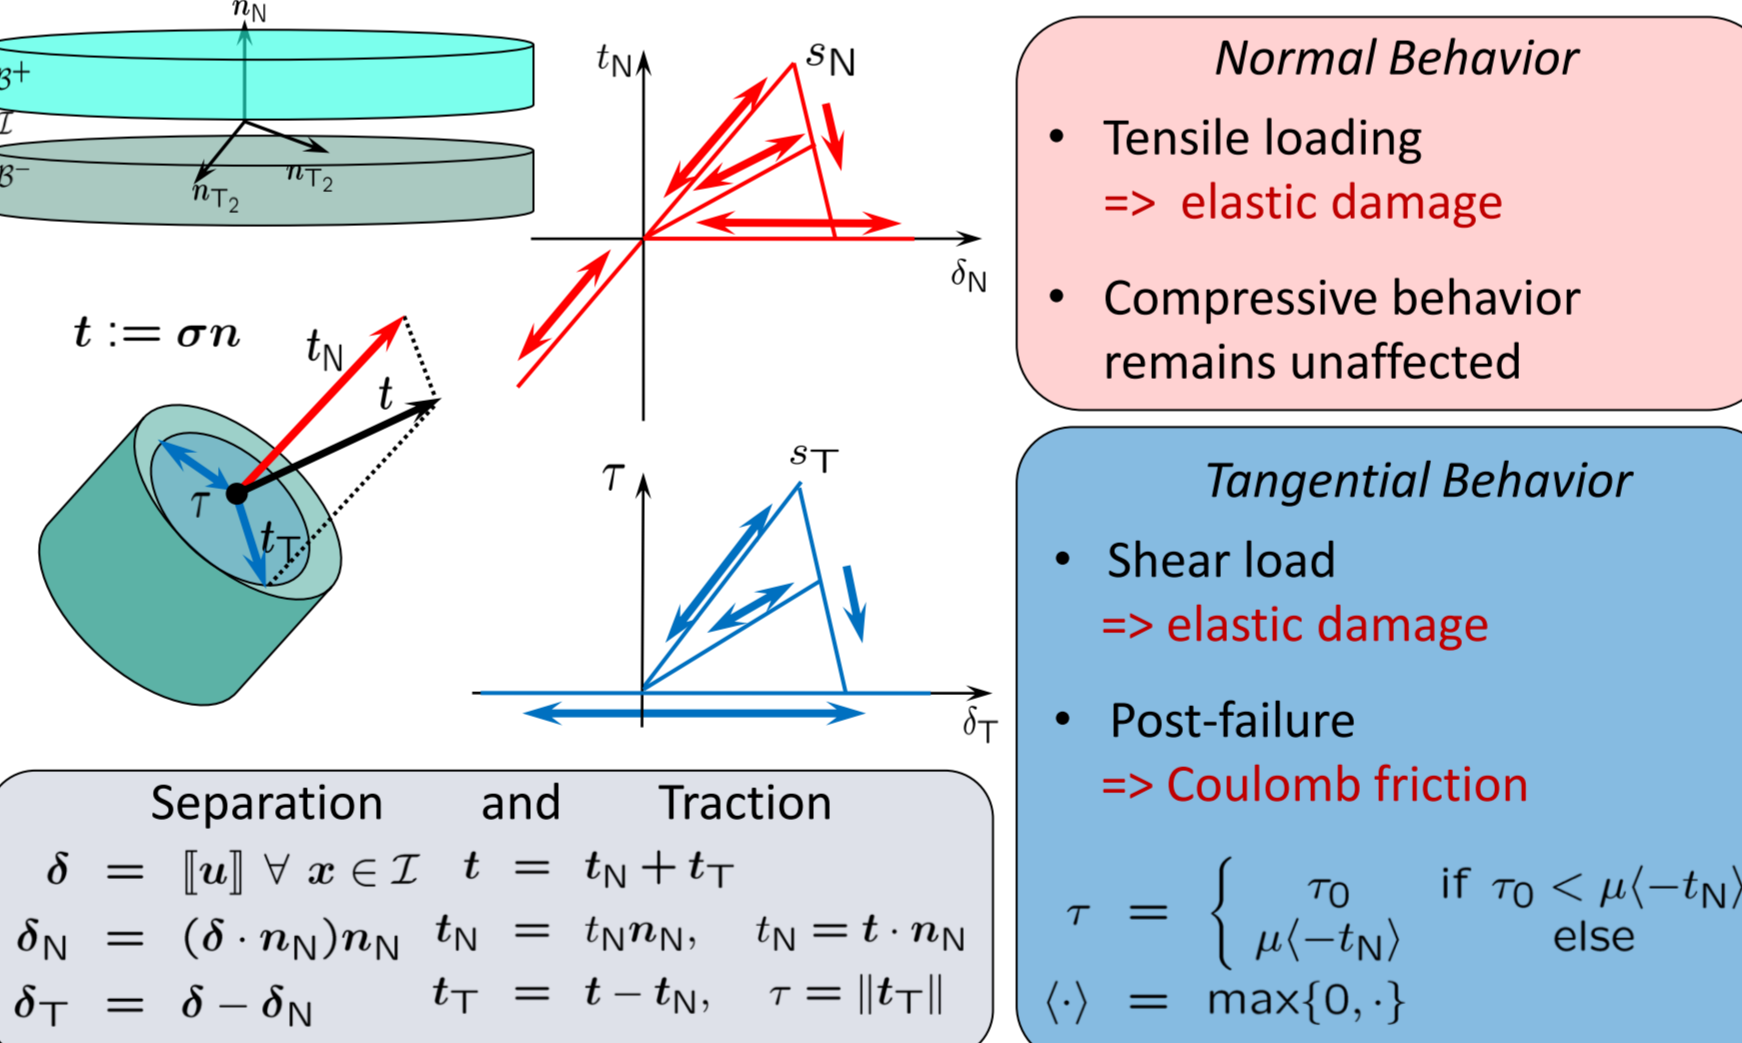 n_N
B^+
I
B^-
n_T₂
n_T₂
t_N
s_N
δ_N
t := σn
t_N
t
τ
t_T
τ
s_T
δ_T
Separation and Traction
δ = ⟦u⟧ ∀ x ∈ I t = t_N + t_T
δ_N = (δ · n_N)n_N t_N = t_N n_N, t_N = t · n_N
δ_T = δ − δ_N t_T = t − t_N, τ = ‖t_T‖
Normal Behavior
• Tensile loading
=> elastic damage
• Compressive behavior
remains unaffected
Tangential Behavior
• Shear load
=> elastic damage
• Post-failure
=> Coulomb friction
τ = { τ_0 if τ_0 < μ⟨−t_N⟩
μ⟨−t_N⟩ else
⟨·⟩ = max{0, ·}